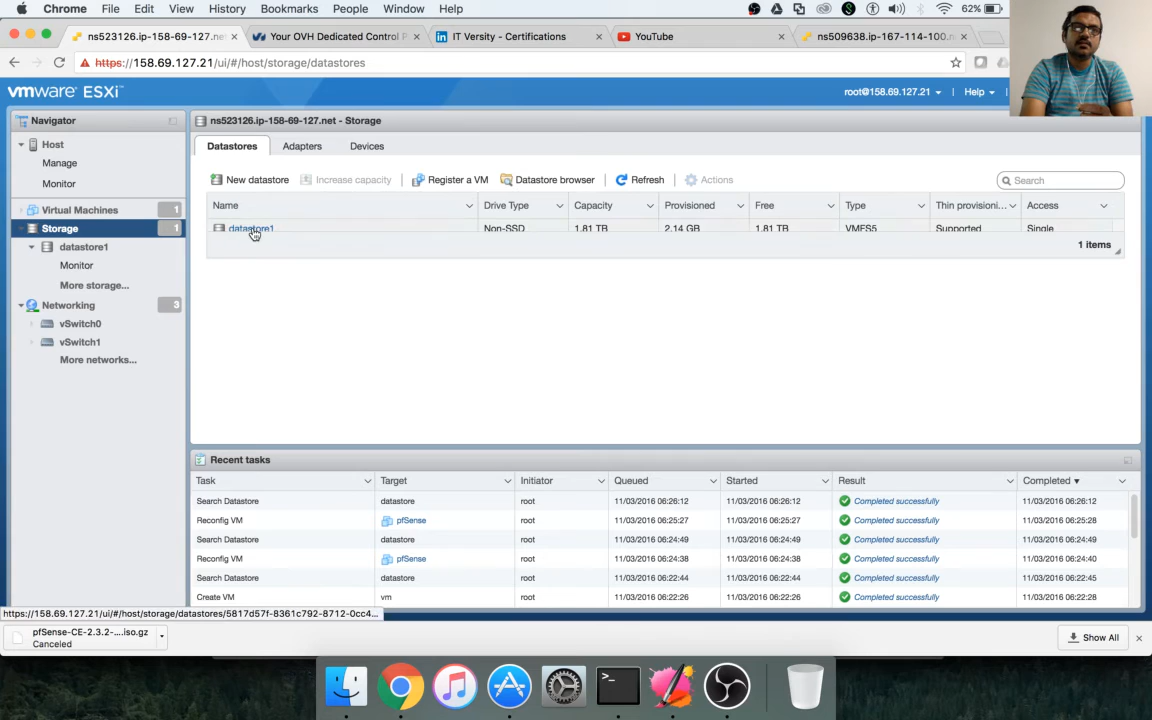 Chrome File Edit View History Bookmarks People Window Help 62%
ns523126.ip-158-69-127.ne Your OVH Dedicated Control P IT Versity - Certifications YouTube ns509638.ip-167-114-100.n
https://158.69.127.21/ui/#/host/storage/datastores
vmware ESXi
root@158.69.127.21 | Help
Navigator
Host
Manage
Monitor
Virtual Machines 1
Storage 1
datastore1
Monitor
More storage...
Networking 3
vSwitch0
vSwitch1
More networks...
ns523126.ip-158-69-127.net - Storage
Datastores Adapters Devices
New datastore Increase capacity Register a VM Datastore browser Refresh Actions Search
Name Drive Type Capacity Provisioned Free Type Thin provisioni... Access
datastore1 Non-SSD 1.81 TB 2.14 GB 1.81 TB VMFS5 Supported Single
1 items
Recent tasks
Task Target Initiator Queued Started Result Completed
Search Datastore datastore root 11/03/2016 06:26:12 11/03/2016 06:26:12 Completed successfully 11/03/2016 06:26:12
Reconfig VM pfSense root 11/03/2016 06:25:27 11/03/2016 06:25:27 Completed successfully 11/03/2016 06:25:28
Search Datastore datastore root 11/03/2016 06:24:49 11/03/2016 06:24:49 Completed successfully 11/03/2016 06:24:49
Reconfig VM pfSense root 11/03/2016 06:24:38 11/03/2016 06:24:38 Completed successfully 11/03/2016 06:24:40
Search Datastore datastore root 11/03/2016 06:22:44 11/03/2016 06:22:44 Completed successfully 11/03/2016 06:22:45
Create VM vm root 11/03/2016 06:22:26 11/03/2016 06:22:26 Completed successfully 11/03/2016 06:22:28
https://158.69.127.21/ui/#/host/storage/datastores/5817d57f-8361c792-8712-0cc4...
pfSense-CE-2.3.2-....iso.gz
Canceled
Show All